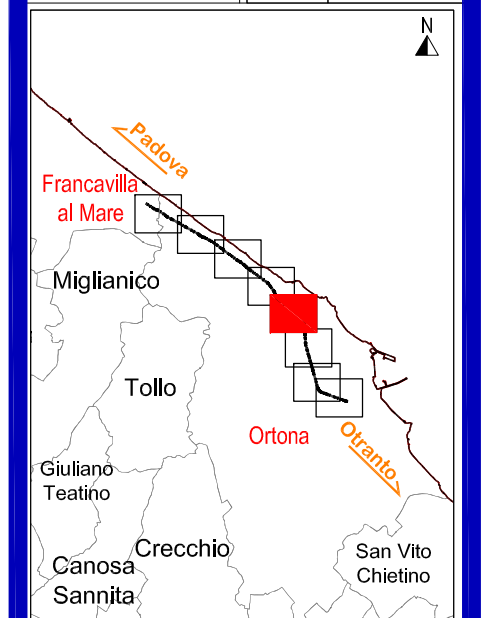 N
Padova
Francavilla
al Mare
Miglianico
Tollo
Ortona
Otranto
Giuliano
Teatino
Crecchio
San Vito
Chietino
Canosa
Sannita